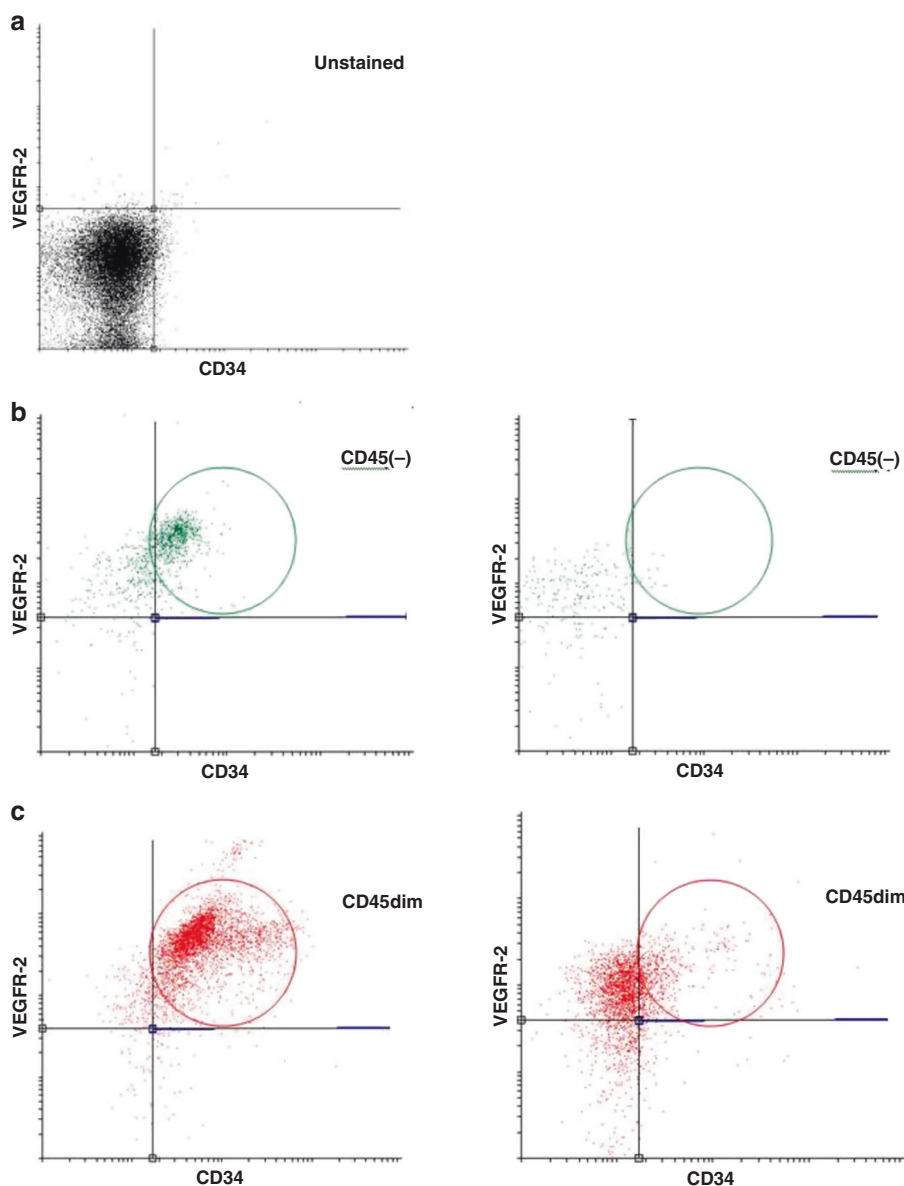 a
Unstained
VEGFR-2
CD34
b
CD45(–)
VEGFR-2
CD34
CD45(–)
VEGFR-2
CD34
c
CD45dim
VEGFR-2
CD34
CD45dim
VEGFR-2
CD34